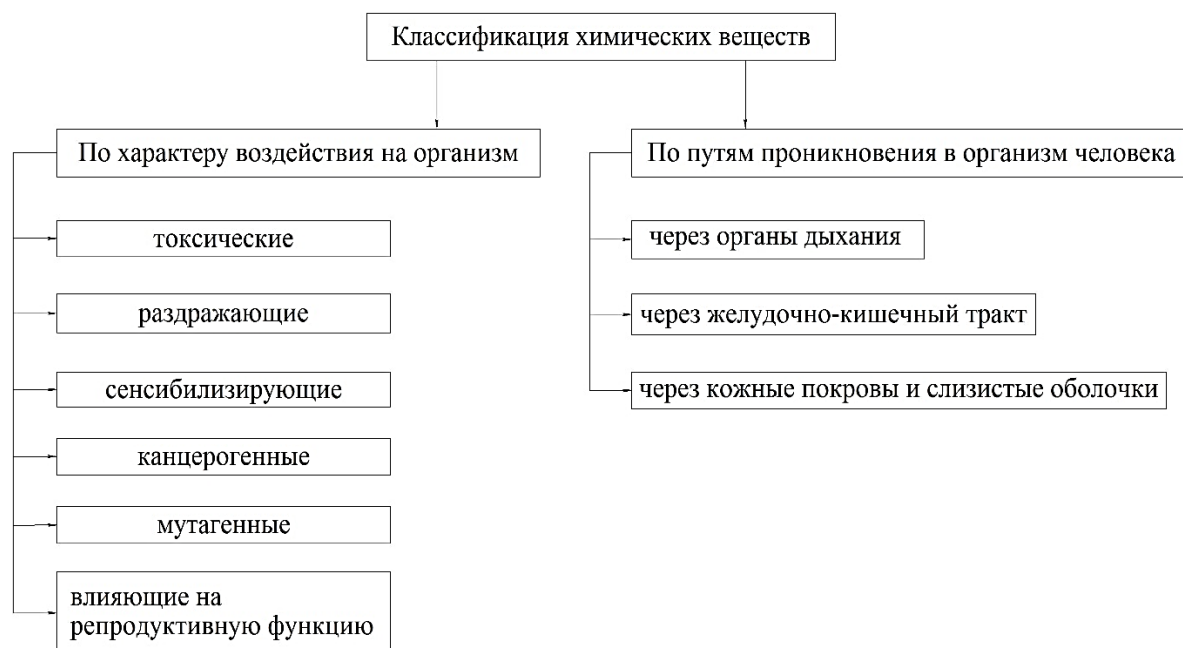 Классификация химических веществ
По характеру воздействия на организм
токсические
раздражающие
сенсибилизирующие
канцерогенные
мутагенные
влияющие на
репродуктивную функцию
По путям проникновения в организм человека
через органы дыхания
через желудочно-кишечный тракт
через кожные покровы и слизистые оболочки